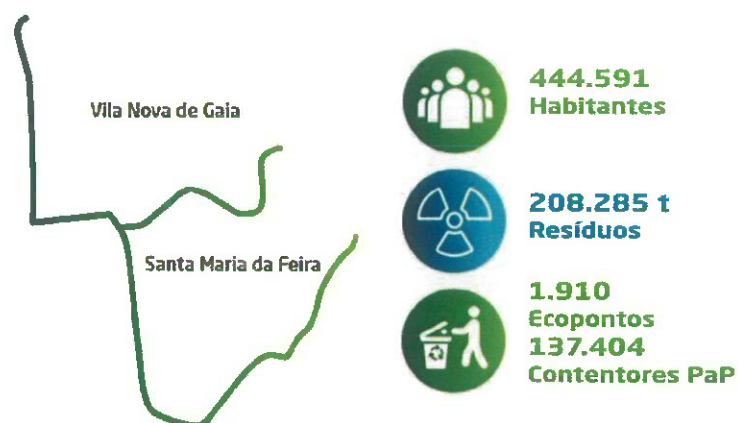 Vila Nova de Gaia
Santa Maria da Feira
444.591
Habitantes
208.285 t
Resíduos
1.910
Ecopontos
137.404
Contentores PaP